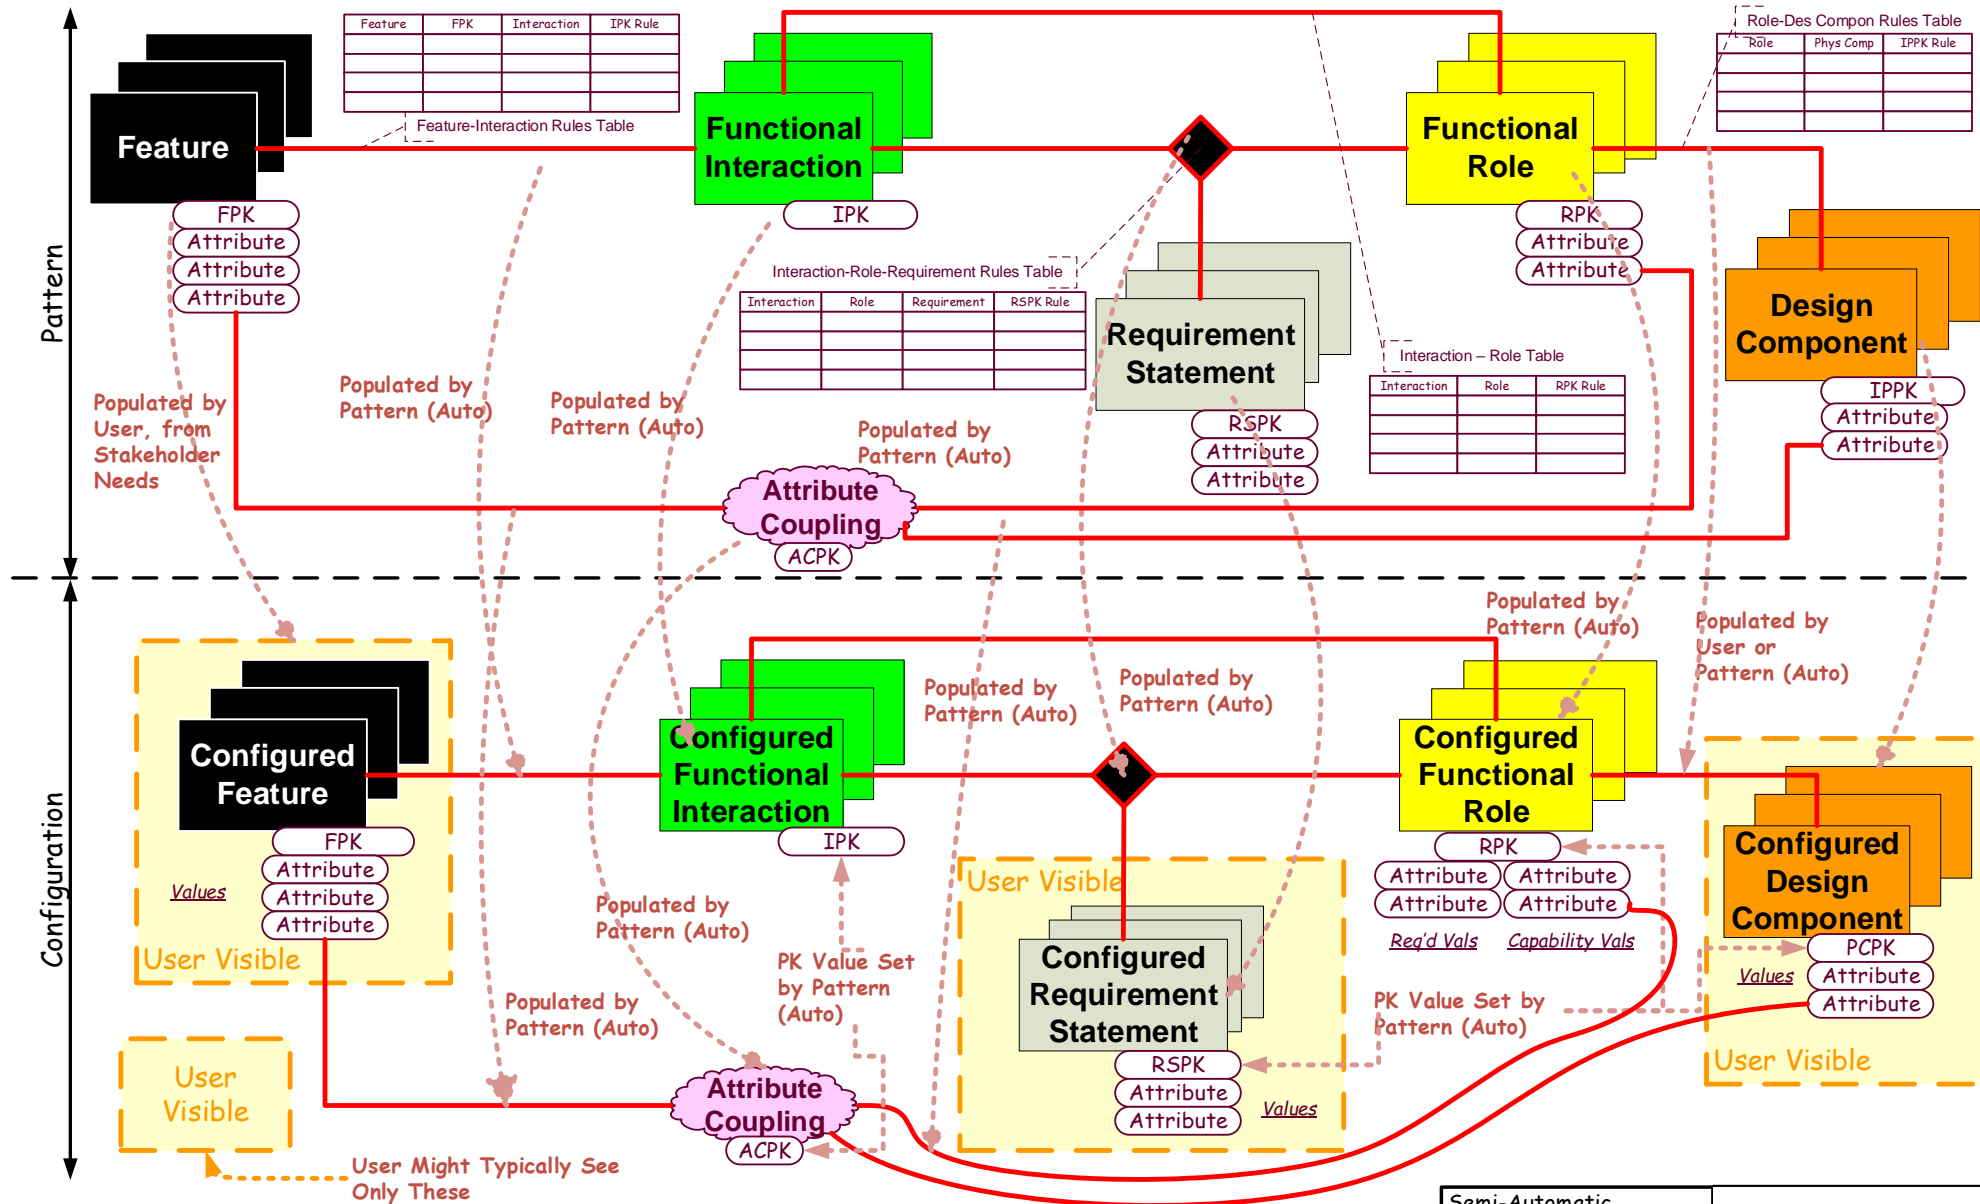 Feature FPK Interaction IPK Rule
Role-Des Compon Rules Table
Role Phys Comp IPPK Rule
Feature-Interaction Rules Table
Feature
Functional
Interaction
Functional
Role
FPK
Attribute
Attribute
Attribute
IPK
RPK
Attribute
Attribute
Pattern
Interaction-Role-Requirement Rules Table
Interaction Role Requirement RSPK Rule
Requirement
Statement
Design
Component
Interaction – Role Table
Interaction Role RPK Rule
IPPK
Attribute
Attribute
RSPK
Attribute
Attribute
Populated by
User, from
Stakeholder
Needs
Populated by
Pattern (Auto)
Populated by
Pattern (Auto)
Populated by
Pattern (Auto)
Attribute
Coupling
ACPK
Populated by
Pattern (Auto)
Populated by
User or
Pattern (Auto)
Populated by
Pattern (Auto)
Populated by
Pattern (Auto)
Configuration
Configured
Feature
Configured
Functional
Interaction
Configured
Functional
Role
Configured
Design
Component
FPK
Attribute
Attribute
Attribute
Values
User Visible
IPK
RPK
Attribute
Attribute
Attribute
Attribute
Req'd Vals
Capability Vals
User Visible
Configured
Requirement
Statement
PCPK
Attribute
Attribute
Values
User Visible
Populated by
Pattern (Auto)
PK Value Set
by Pattern
(Auto)
Populated by
Pattern (Auto)
PK Value Set by
Pattern (Auto)
RSPK
Attribute
Attribute
Values
User
Visible
Attribute
Coupling
ACPK
User Might Typically See
Only These
Semi-Automatic